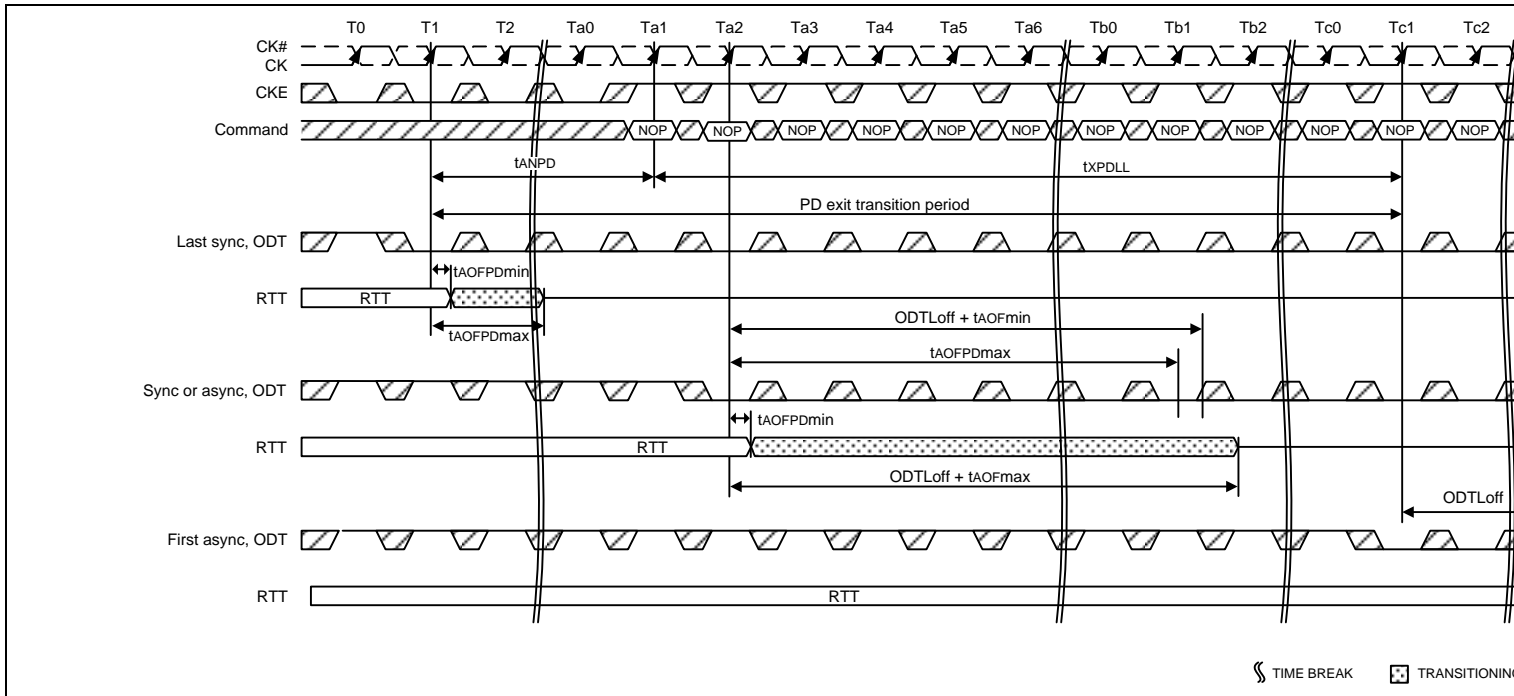 T0 T1 T2 Ta0 Ta1 Ta2 Ta3 Ta4 Ta5 Ta6 Tb0 Tb1 Tb2 Tc0 Tc1 Tc2
CK#
CK
CKE
Command NOP NOP NOP NOP NOP NOP NOP NOP NOP NOP NOP NOP
tANPD tXPDLL
PD exit transition period
Last sync, ODT
tAOFPDmin
RTT RTT
tAOFPDmax
ODTLoff + tAOFmin
tAOFPDmax
Sync or async, ODT
tAOFPDmin
RTT RTT
ODTLoff + tAOFmax
ODTLoff
First async, ODT
RTT RTT
TIME BREAK TRANSITIONING